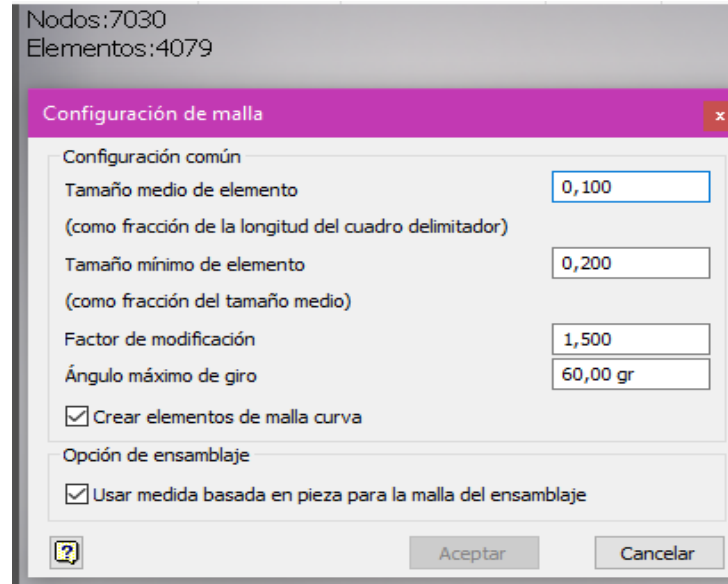 Nodos:7030
Elementos:4079
Configuración de malla
x
Configuración común
Tamaño medio de elemento 0,100
(como fracción de la longitud del cuadro delimitador)
Tamaño mínimo de elemento 0,200
(como fracción del tamaño medio)
Factor de modificación 1,500
Ángulo máximo de giro 60,00 gr
Crear elementos de malla curva
Opción de ensamblaje
Usar medida basada en pieza para la malla del ensamblaje
? Aceptar Cancelar